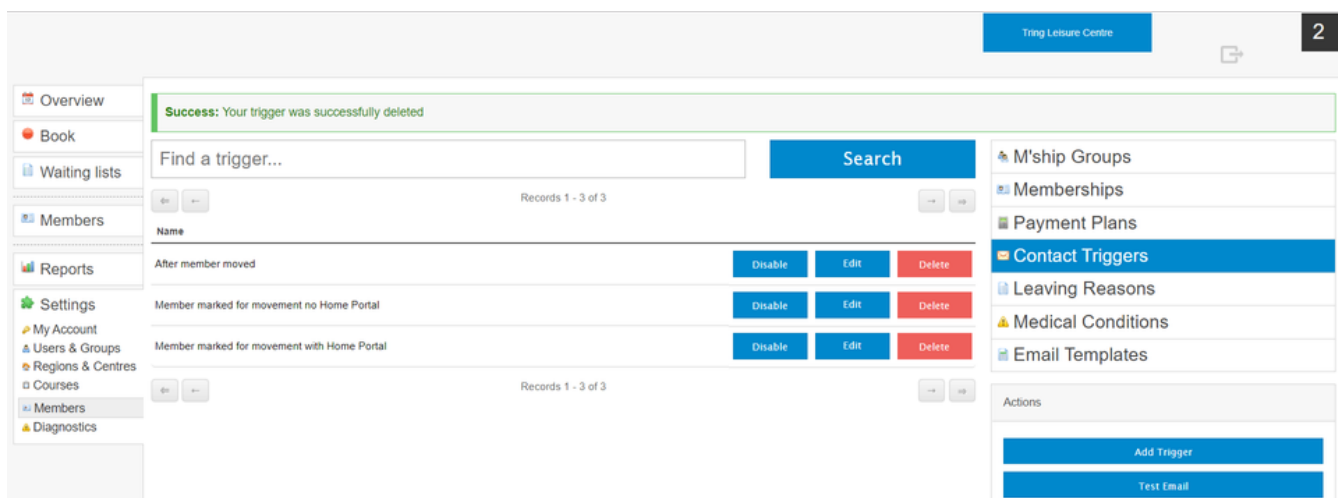 Tring Leisure Centre
2
Overview
Book
Waiting lists
Members
Reports
Settings
My Account
Users & Groups
Regions & Centres
Courses
Members
Diagnostics
Success: Your trigger was successfully deleted
Find a trigger...
Search
Records 1 - 3 of 3
Name
After member moved
Disable
Edit
Delete
Member marked for movement no Home Portal
Disable
Edit
Delete
Member marked for movement with Home Portal
Disable
Edit
Delete
Records 1 - 3 of 3
M'ship Groups
Memberships
Payment Plans
Contact Triggers
Leaving Reasons
Medical Conditions
Email Templates
Actions
Add Trigger
Test Email